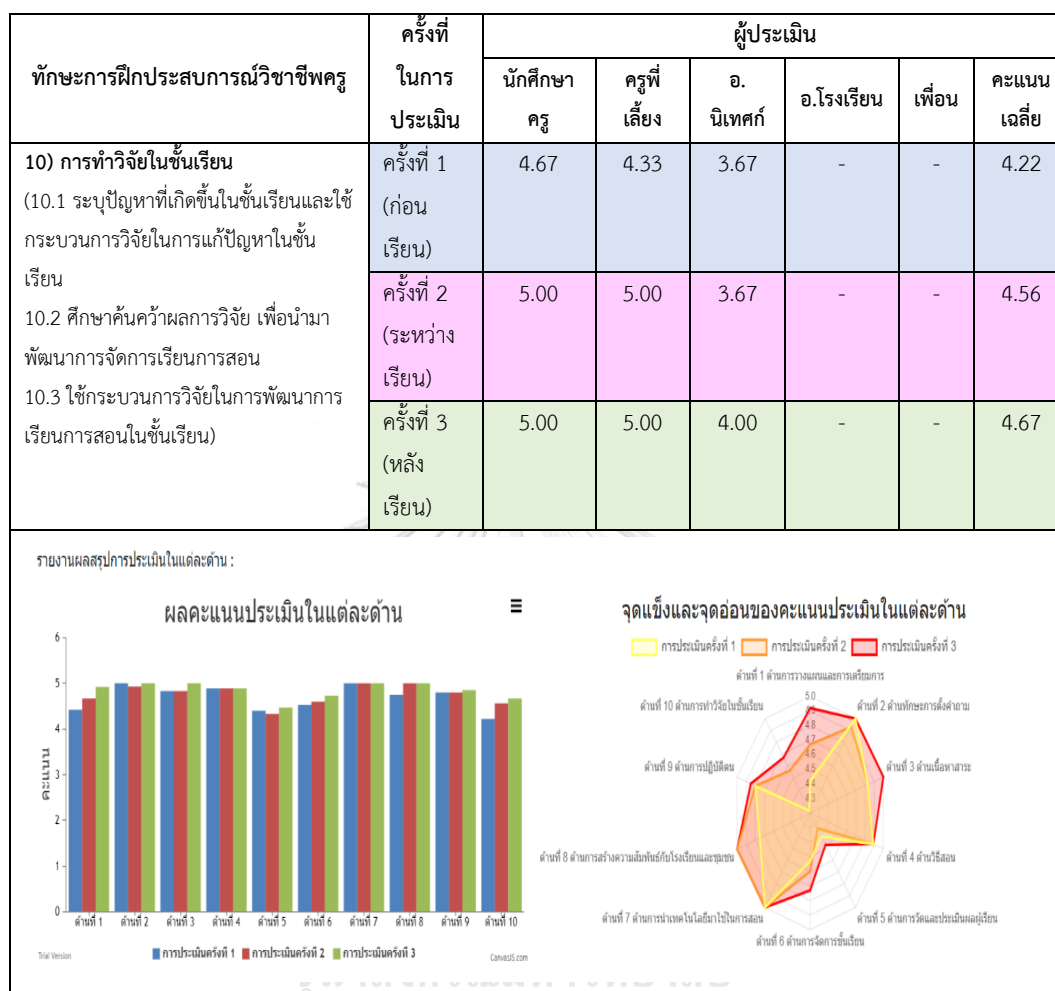 ทักษะการฝึกประสบการณ์วิชาชีพครู
ครั้งที่
ในการ
ประเมิน
ผู้ประเมิน
นักศึกษา
ครู
ครูพี่
เลี้ยง
อ.
นิเทศก์
อ.โรงเรียน
เพื่อน
คะแนน
เฉลี่ย
10) การทำวิจัยในชั้นเรียน
(10.1 ระบุปัญหาที่เกิดขึ้นในชั้นเรียนและใช้
กระบวนการวิจัยในการแก้ปัญหาในชั้น
เรียน
10.2 ศึกษาค้นคว้าผลการวิจัย เพื่อนำมา
พัฒนาการจัดการเรียนการสอน
10.3 ใช้กระบวนการวิจัยในการพัฒนาการ
เรียนการสอนในชั้นเรียน)
ครั้งที่ 1
(ก่อน
เรียน)
4.67 4.33 3.67 - - 4.22
ครั้งที่ 2
(ระหว่าง
เรียน)
5.00 5.00 3.67 - - 4.56
ครั้งที่ 3
(หลัง
เรียน)
5.00 5.00 4.00 - - 4.67
รายงานผลสรุปการประเมินในแต่ละด้าน :
ผลคะแนนประเมินในแต่ละด้าน
คะแนน
6
5
4
3
2
1
0
ด้านที่ 1 ด้านที่ 2 ด้านที่ 3 ด้านที่ 4 ด้านที่ 5 ด้านที่ 6 ด้านที่ 7 ด้านที่ 8 ด้านที่ 9 ด้านที่ 10
การประเมินครั้งที่ 1 การประเมินครั้งที่ 2 การประเมินครั้งที่ 3
Trial Version
CanvasJS.com
จุดแข็งและจุดอ่อนของคะแนนประเมินในแต่ละด้าน
การประเมินครั้งที่ 1 การประเมินครั้งที่ 2 การประเมินครั้งที่ 3
ด้านที่ 1 ด้านการวางแผนและการเตรียมการ
ด้านที่ 2 ด้านทักษะการตั้งคำถาม
ด้านที่ 3 ด้านเนื้อหาสาระ
ด้านที่ 4 ด้านวิธีสอน
ด้านที่ 5 ด้านการวัดและประเมินผลผู้เรียน
ด้านที่ 6 ด้านการจัดการชั้นเรียน
ด้านที่ 7 ด้านการนำเทคโนโลยีมาใช้ในการสอน
ด้านที่ 8 ด้านการสร้างความสัมพันธ์กับโรงเรียนและชุมชน
ด้านที่ 9 ด้านการปฏิบัติตน
ด้านที่ 10 ด้านการทำวิจัยในชั้นเรียน
5.0
4.9
4.8
4.7
4.6
4.5
4.4
4.3